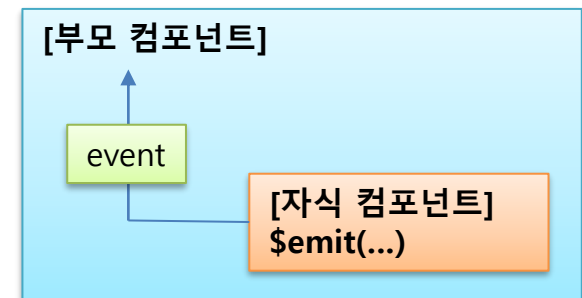 [부모 컴포넌트]
event
[자식 컴포넌트]
$emit(...)